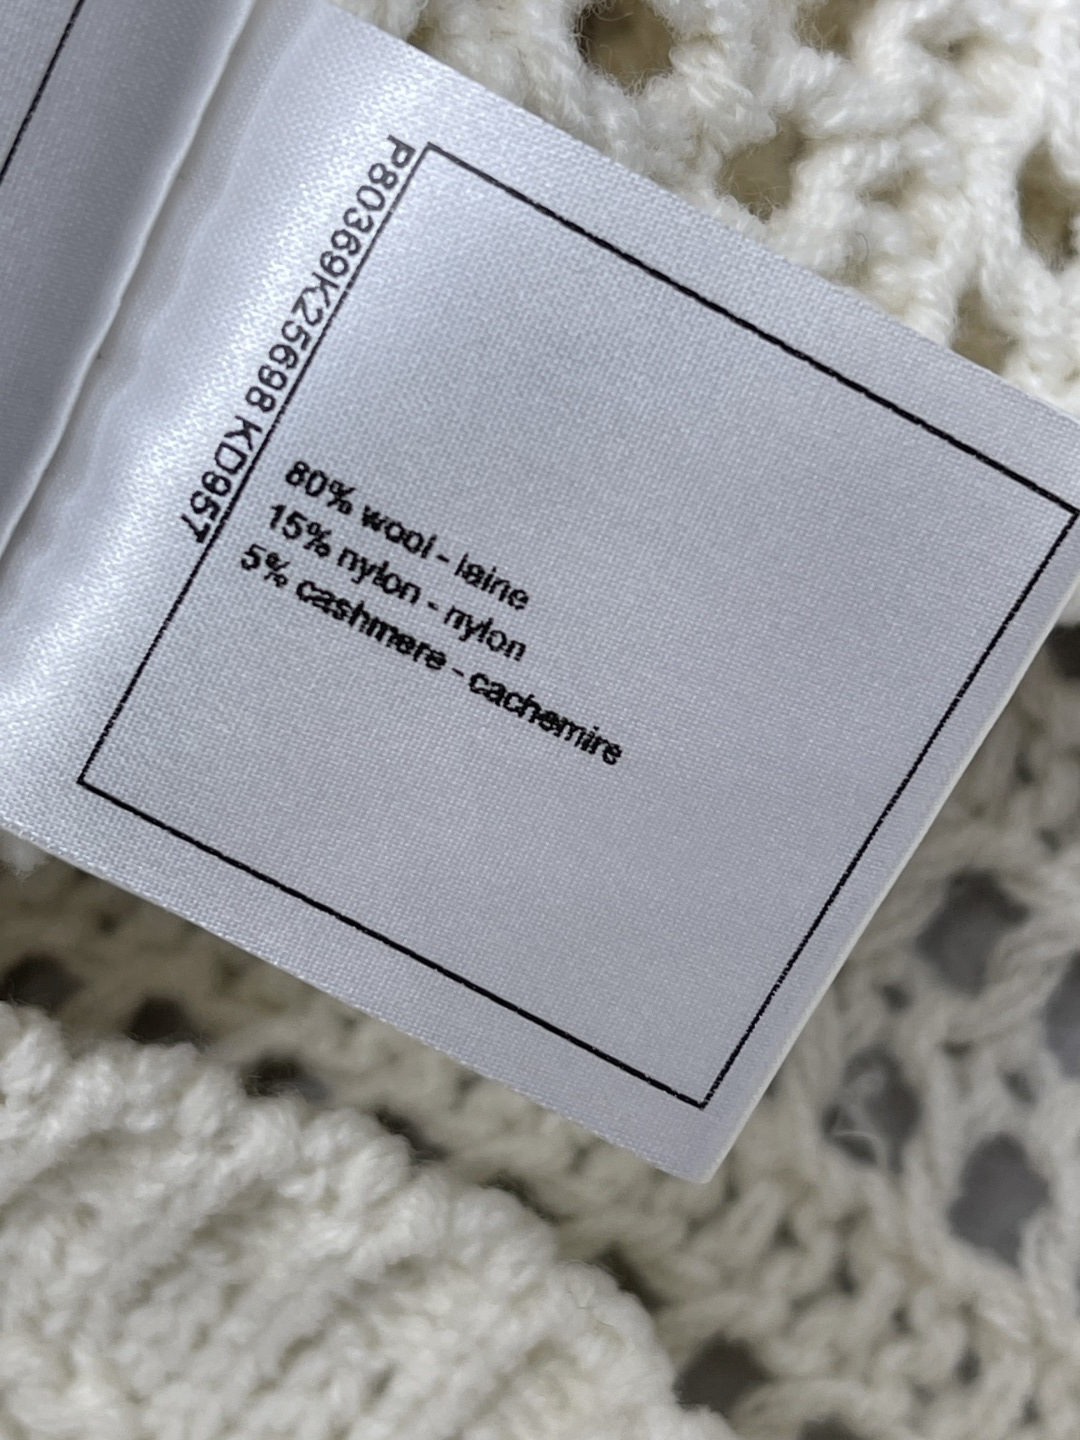 P80369K25698 KD957
80% wool - laine
15% nylon - nylon
5% cashmere - cachemire